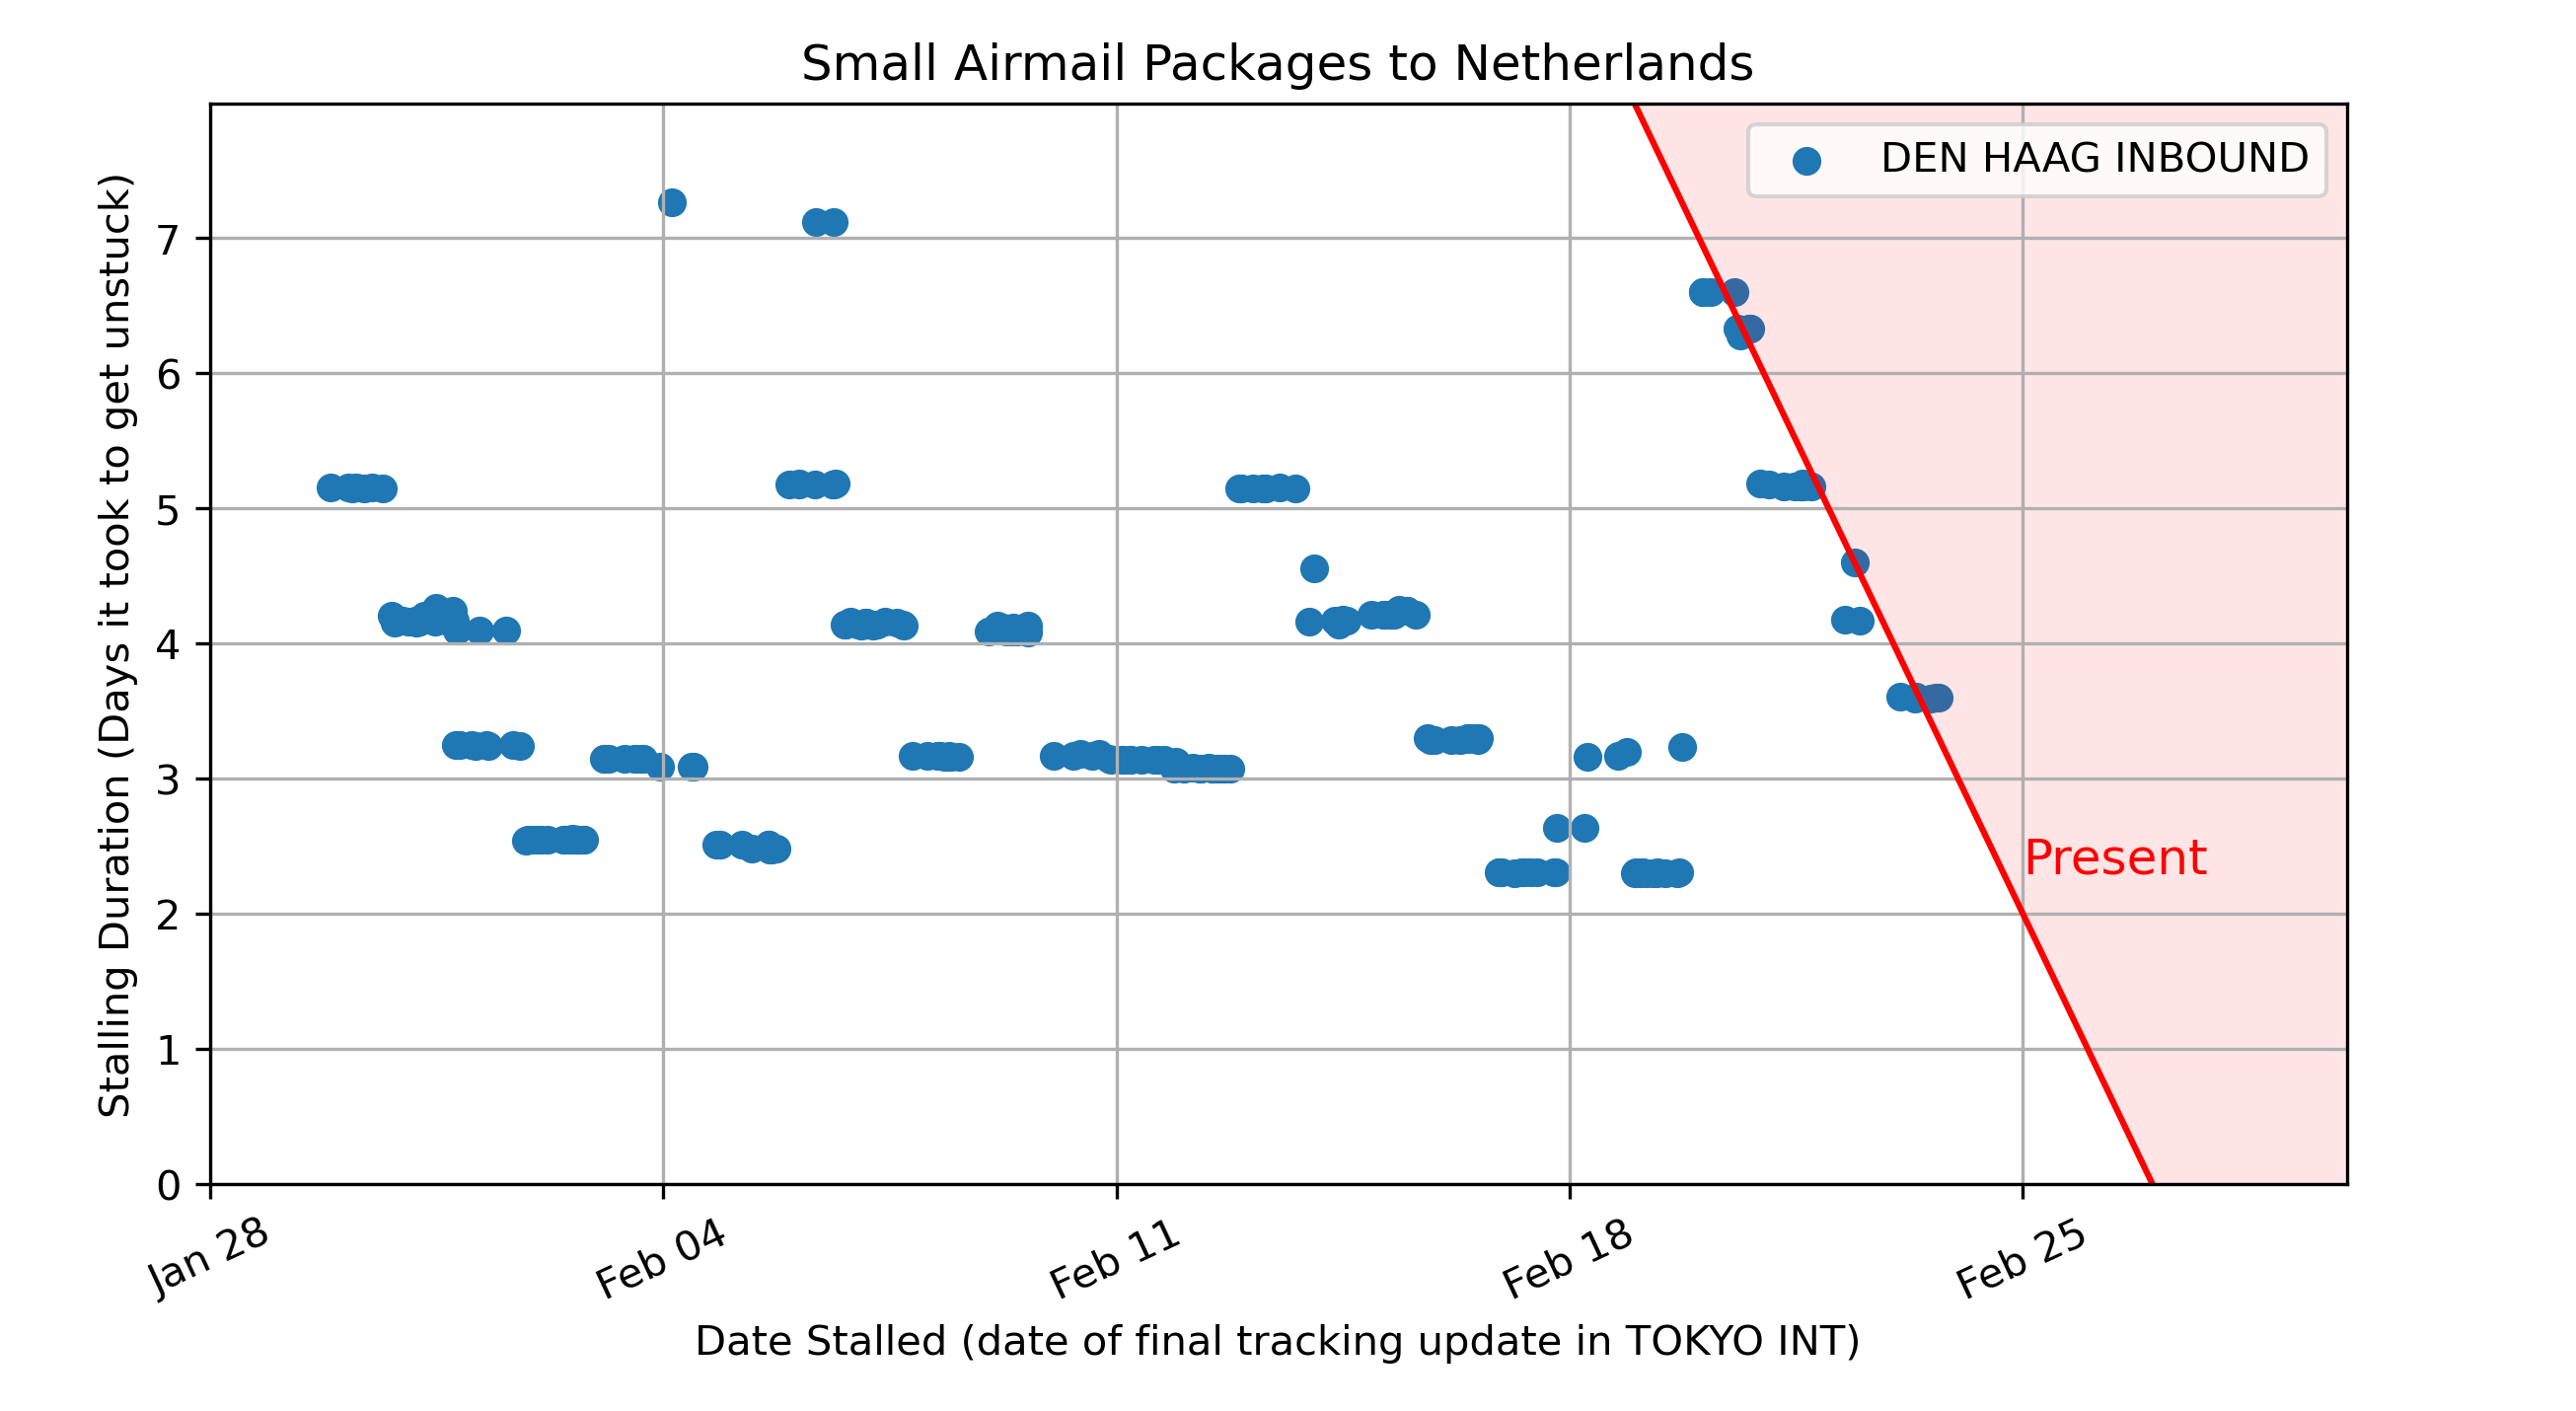 Small Airmail Packages to Netherlands
DEN HAAG INBOUND
Stalling Duration (Days it took to get unstuck)
7
6
5
4
3
2
1
0
Present
Jan 28
Feb 04
Feb 11
Feb 18
Feb 25
Date Stalled (date of final tracking update in TOKYO INT)